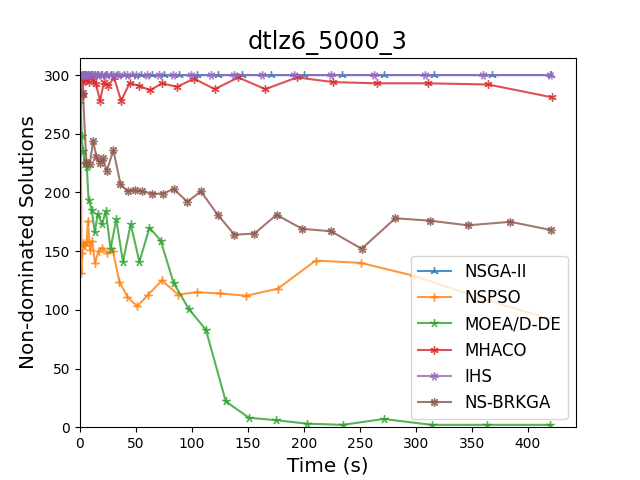 dtlz6_5000_3
Non-dominated Solutions
300
250
200
150
100
50
0
0 50 100 150 200 250 300 350 400
Time (s)
NSGA-II
NSPSO
MOEA/D-DE
MHACO
IHS
NS-BRKGA